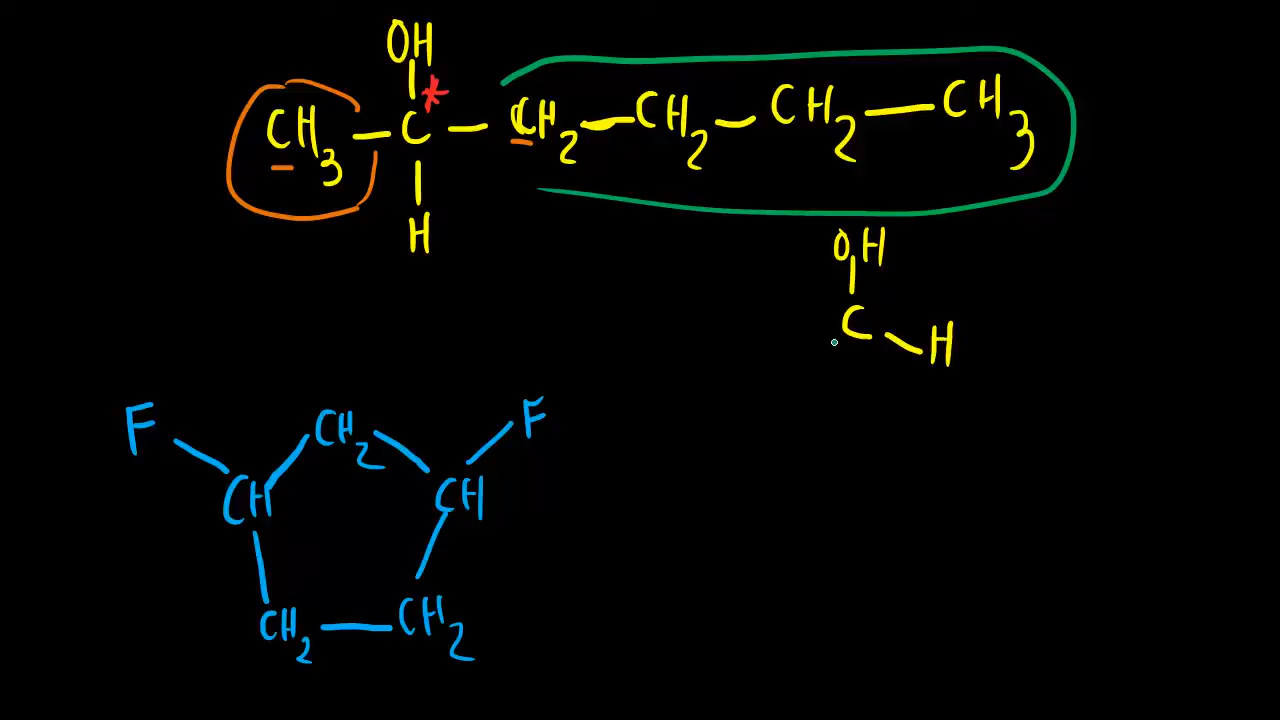 OH
CH3 — C* — CH2 — CH2 — CH2 — CH3
H
OH
C — H
F CH2 F
CH CH
CH2 — CH2